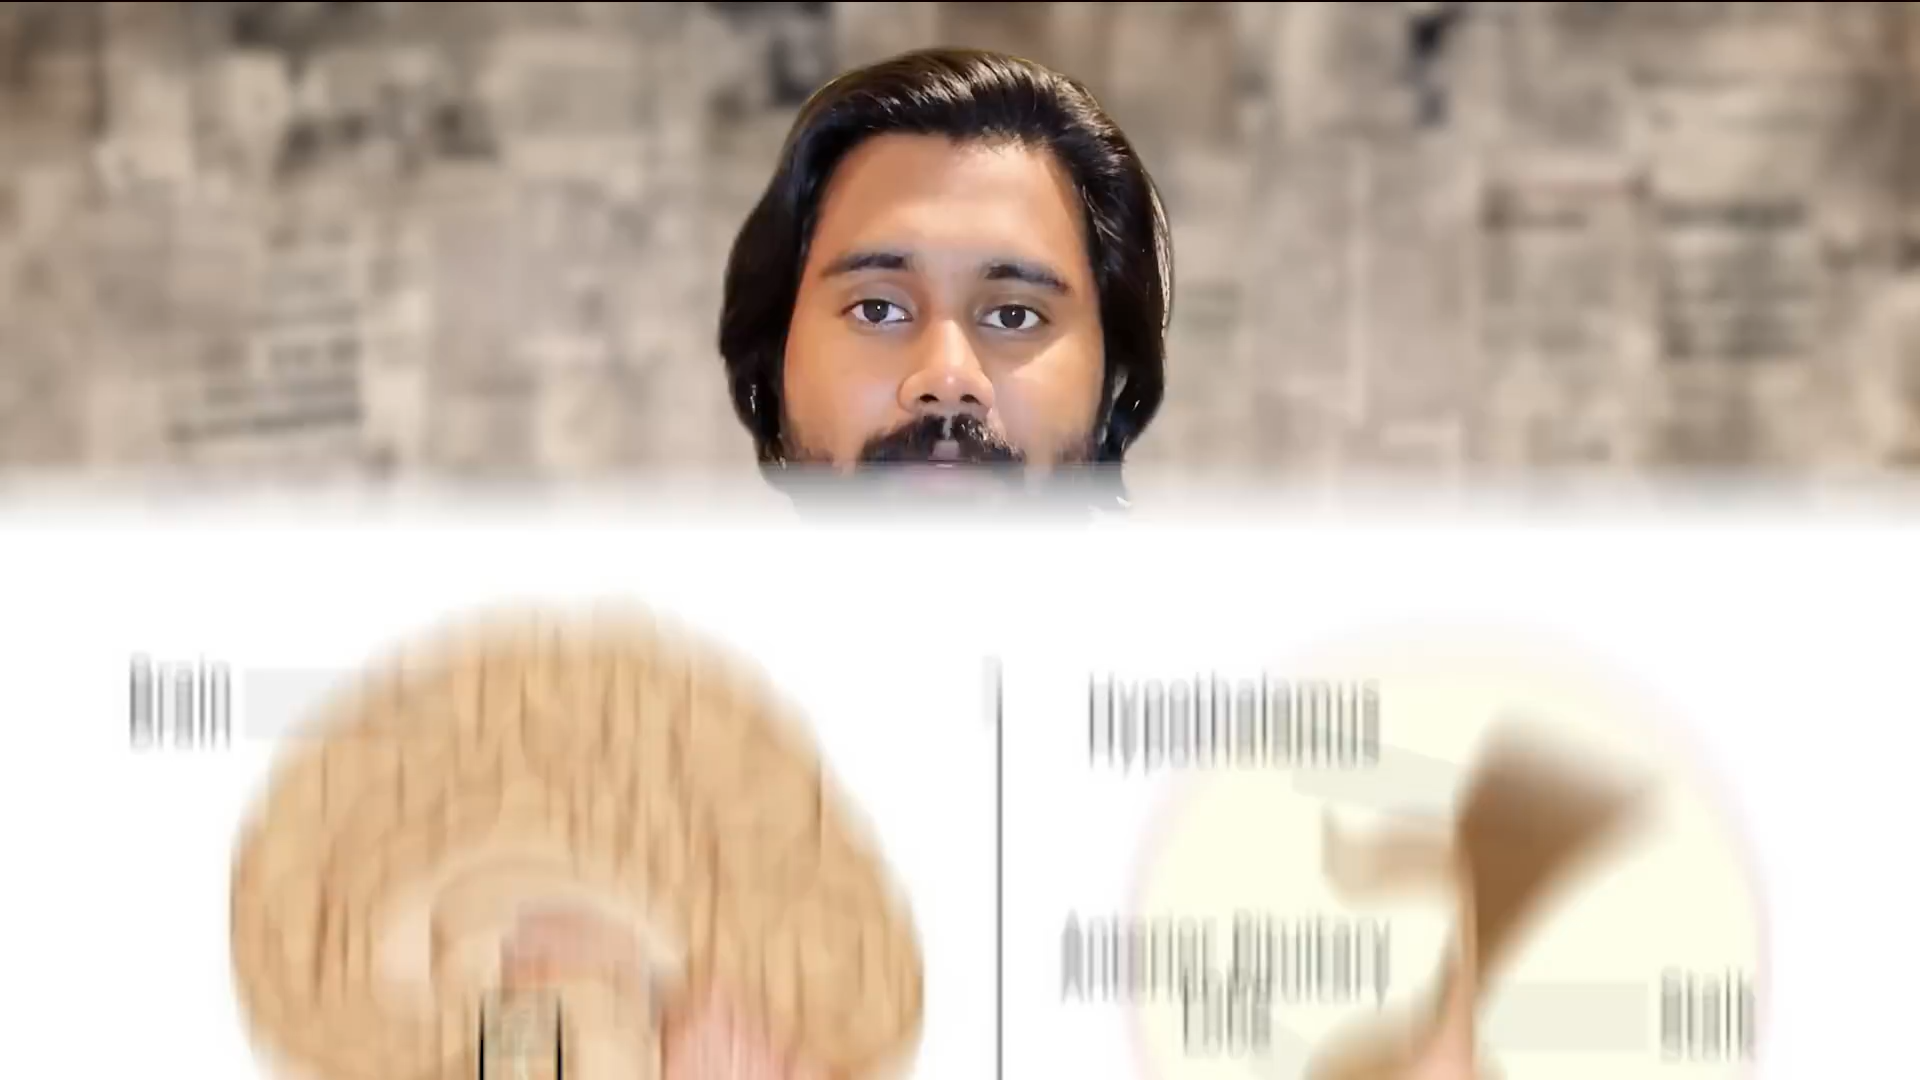 Brain
Hypothalamus
Anterior Pituitary
Lobe
Stalk